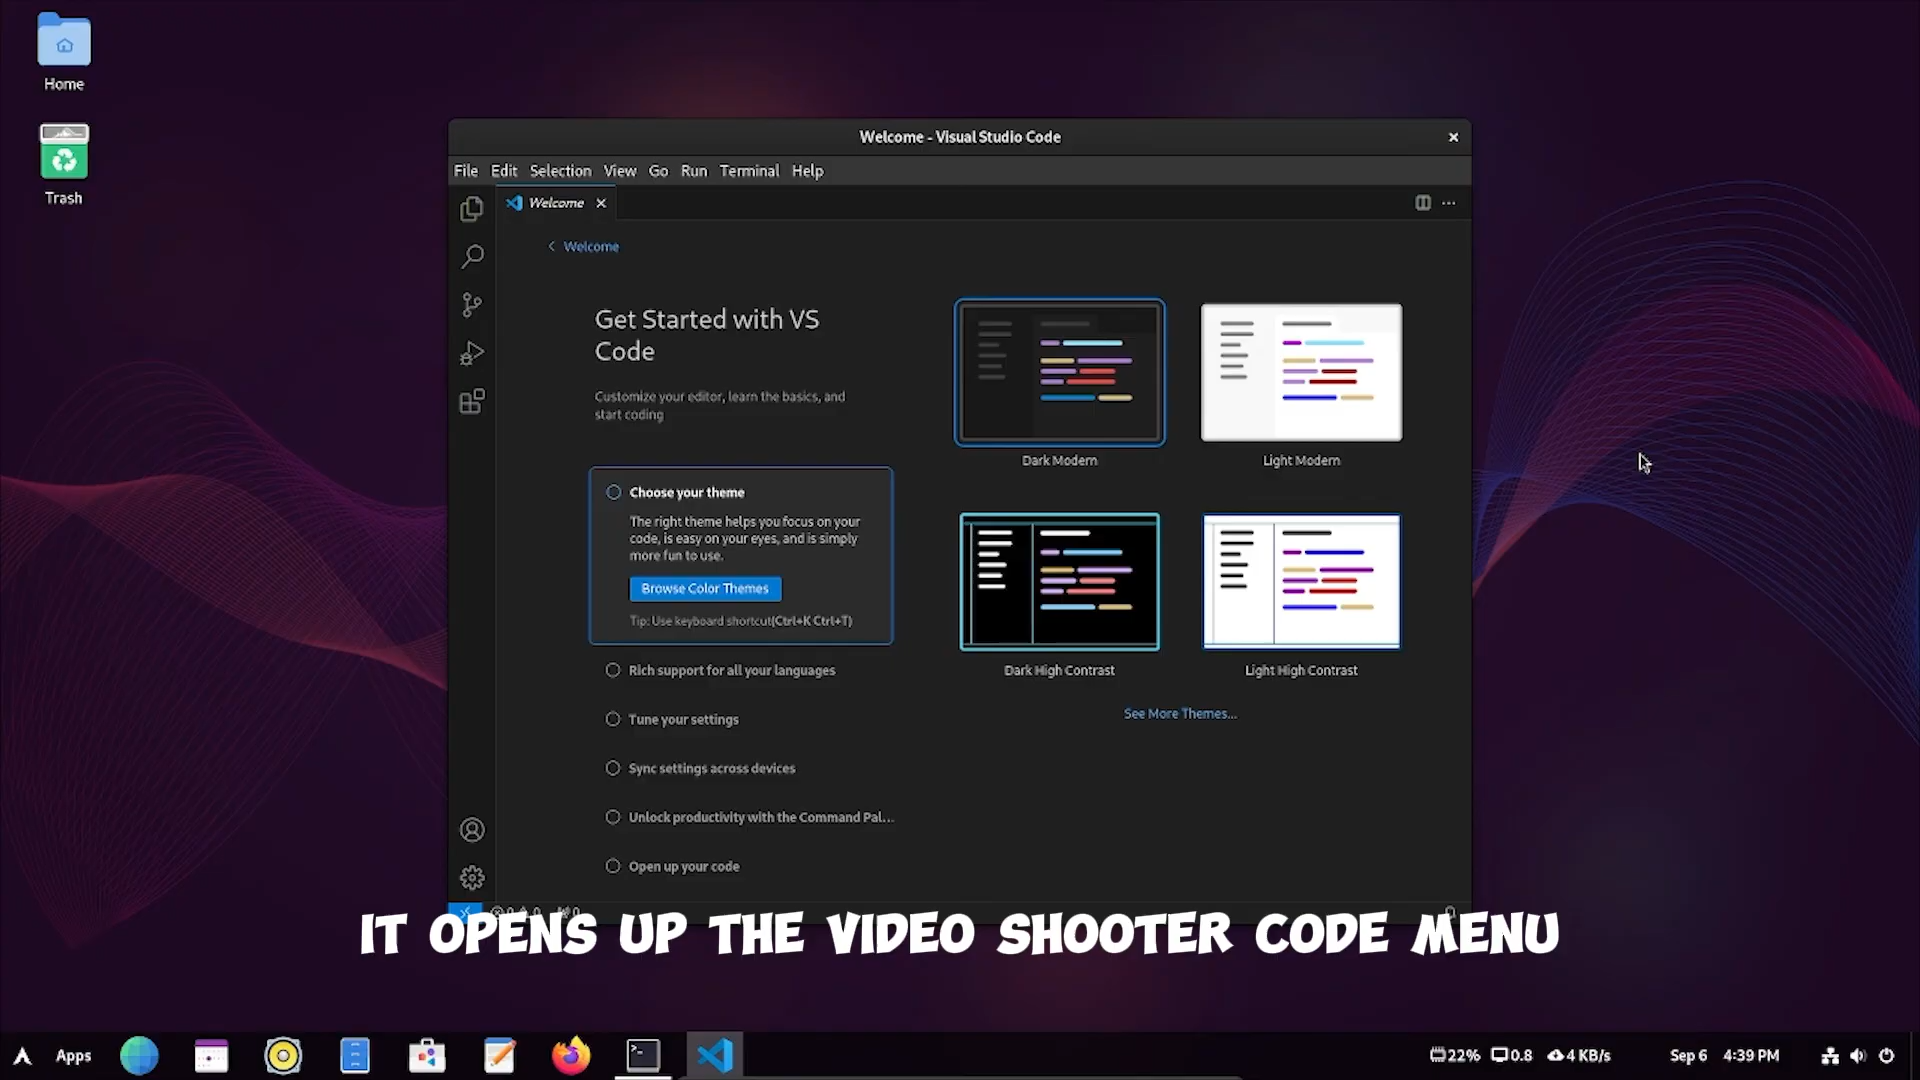 Home
Trash
Welcome - Visual Studio Code
File Edit Selection View Go Run Terminal Help
Welcome
Welcome
Get Started with VS
Code
Customize your editor, learn the basics, and
start coding
Choose your theme
The right theme helps you focus on your
code, is easy on your eyes, and is simply
more fun to use.
Browse Color Themes
Tip: Use keyboard shortcut(Ctrl+K Ctrl+T)
Rich support for all your languages
Tune your settings
Sync settings across devices
Unlock productivity with the Command Pal...
Open up your code
Dark Modern
Light Modern
Dark High Contrast
Light High Contrast
See More Themes...
IT OPENS UP THE VIDEO SHOOTER CODE MENU
Apps
22% 0.8 4 KB/s Sep 6 4:39 PM